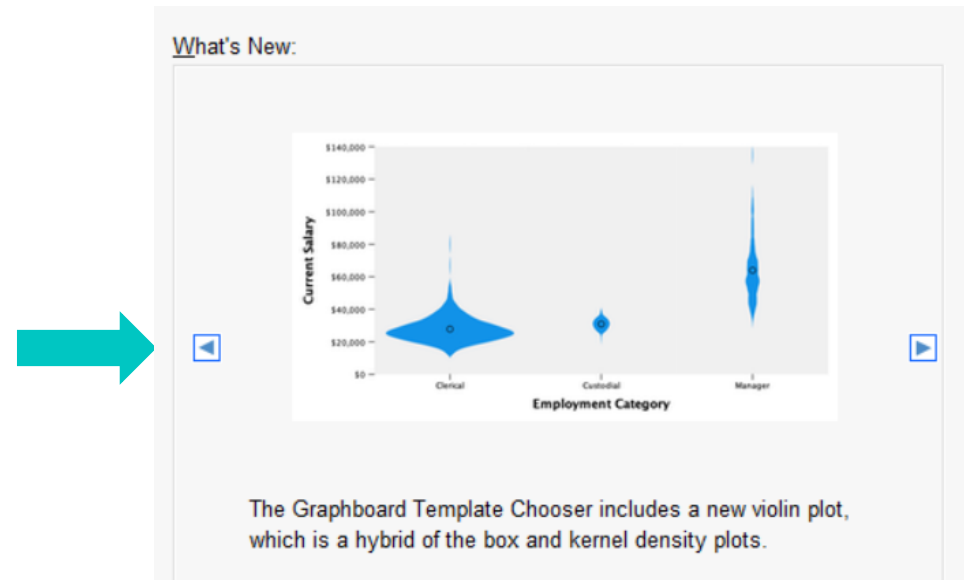 What's New:
$140,000
$120,000
$100,000
$80,000
$60,000
$40,000
$20,000
$0
Current Salary
Clerical Custodial Manager
Employment Category
The Graphboard Template Chooser includes a new violin plot,
which is a hybrid of the box and kernel density plots.